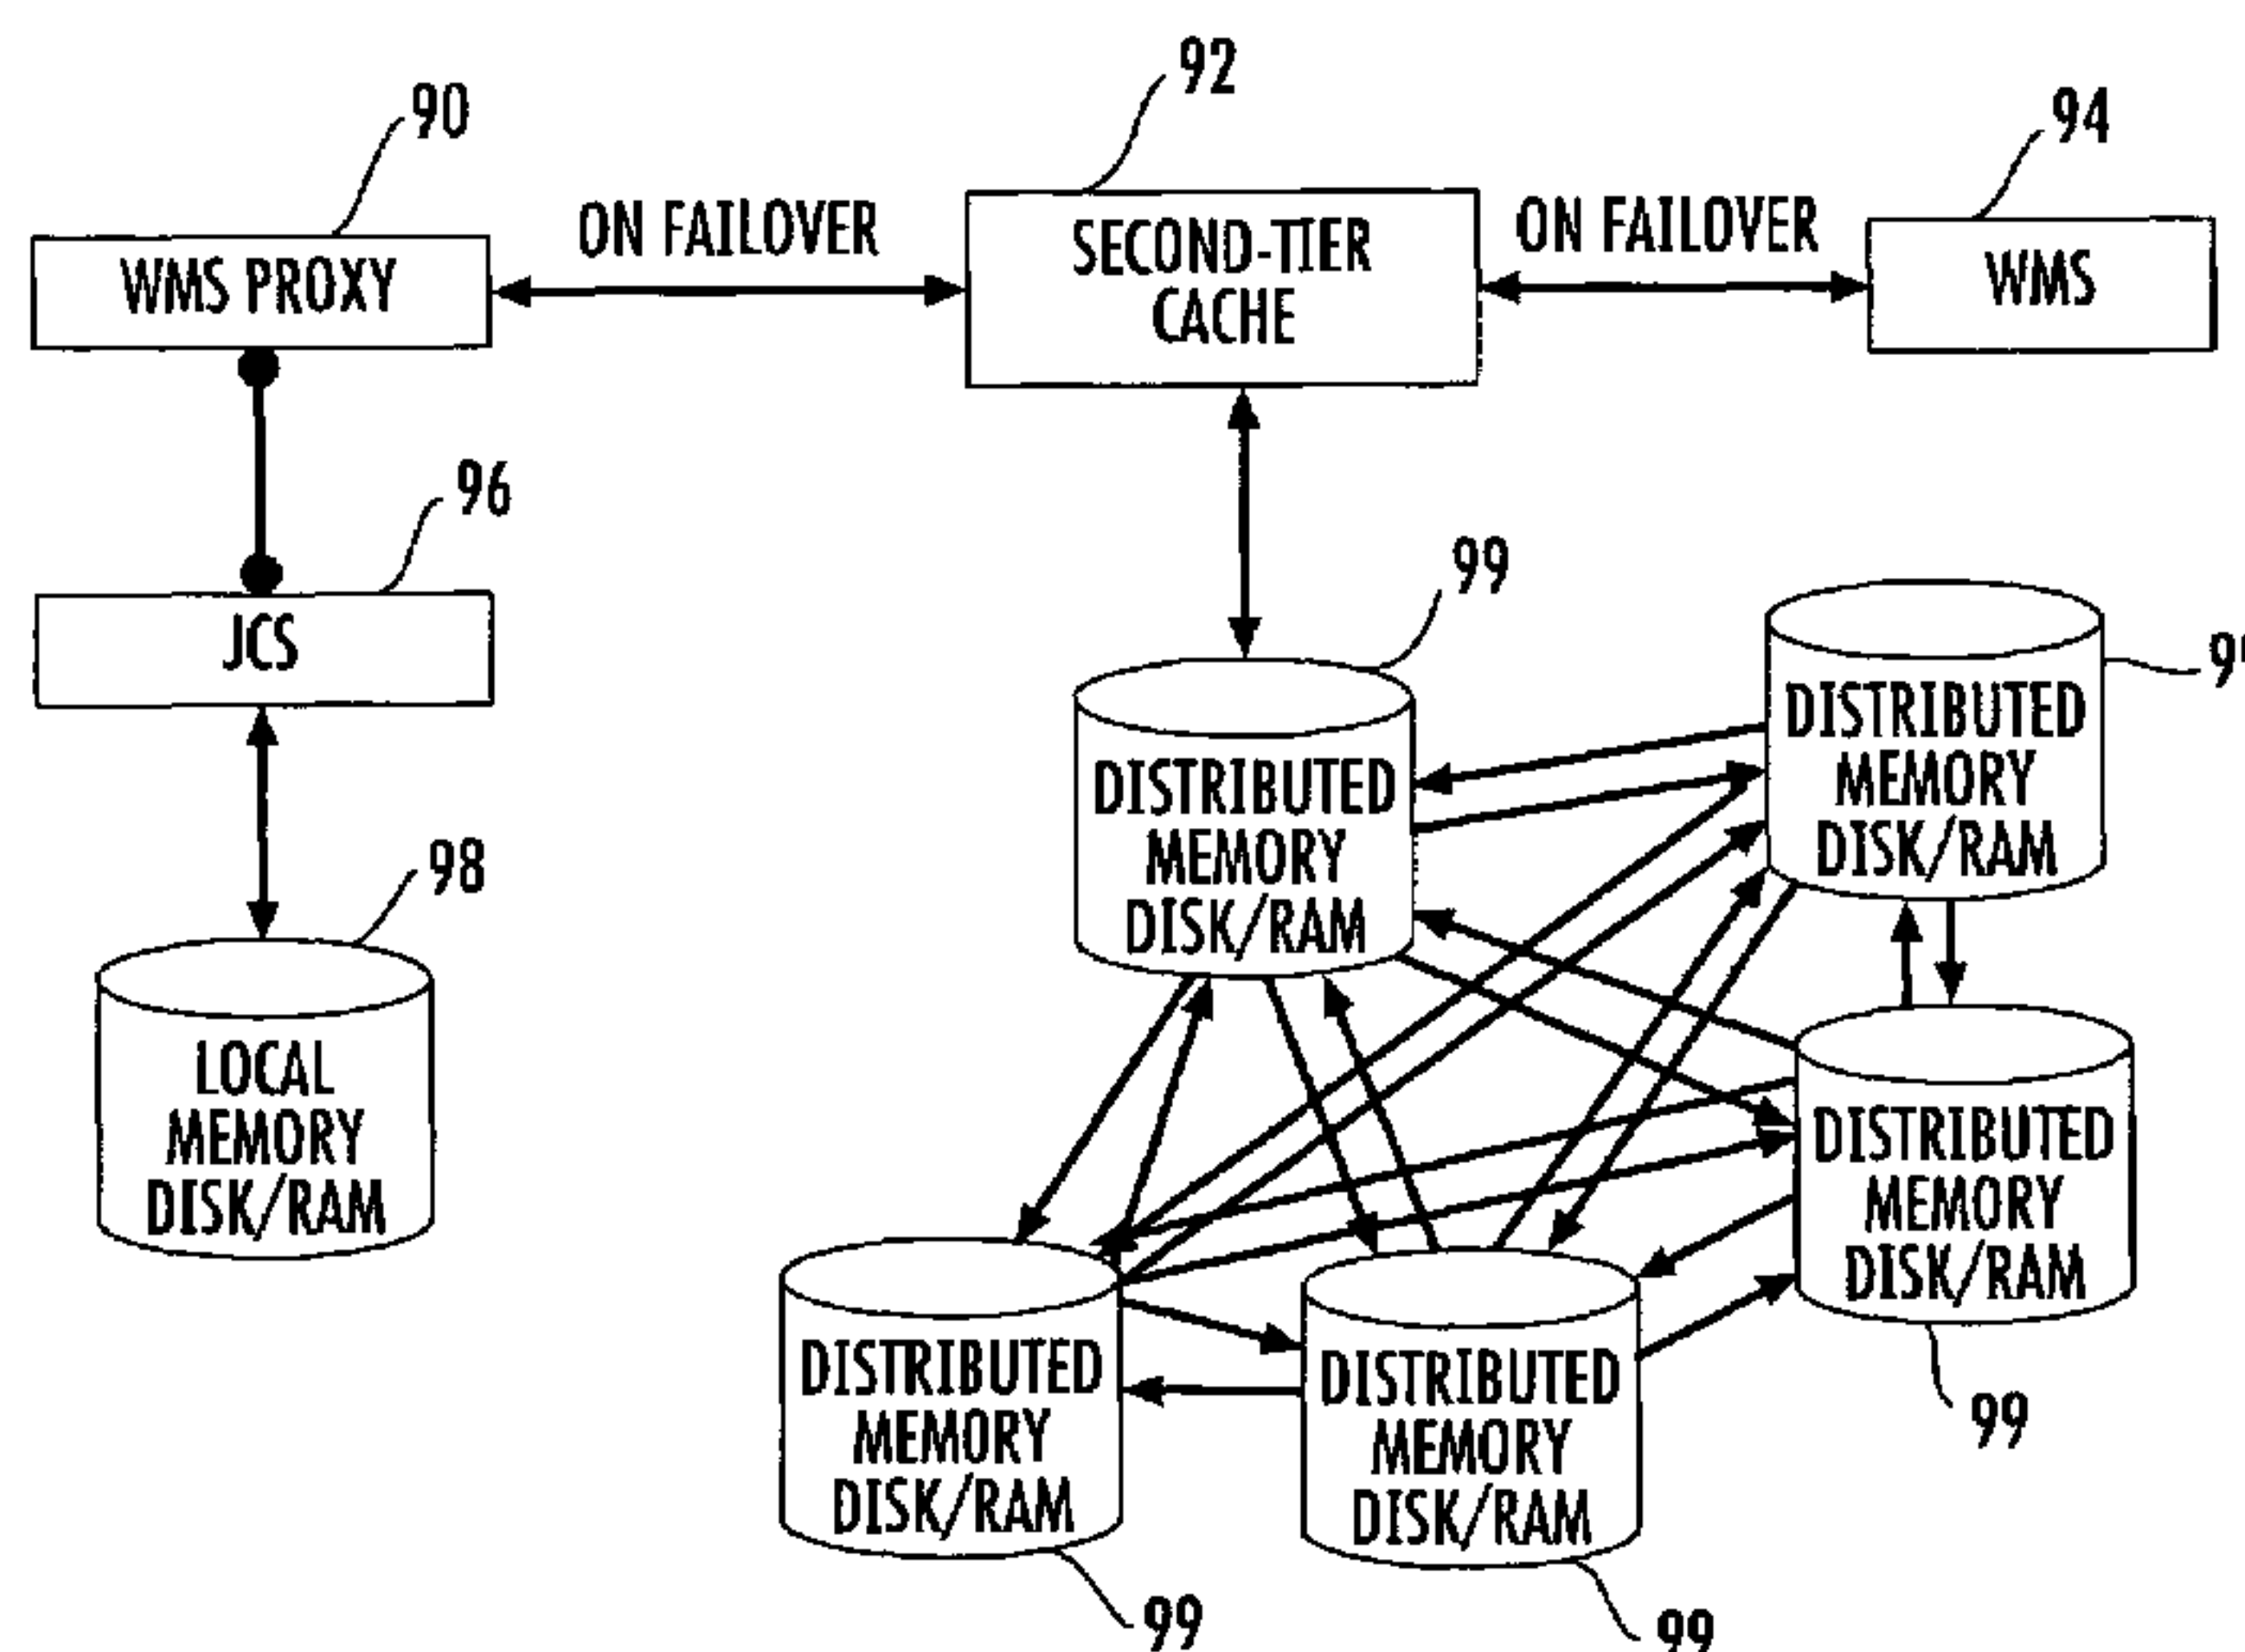 92
90
94
ON FAILOVER
ON FAILOVER
WMS PROXY
SECOND-TIER
CACHE
WMS
96
JCS
99
98
DISTRIBUTED
MEMORY
DISK/RAM
DISTRIBUTED
MEMORY
DISK/RAM
LOCAL
MEMORY
DISK/RAM
DISTRIBUTED
MEMORY
DISK/RAM
99
DISTRIBUTED
MEMORY
DISK/RAM
DISTRIBUTED
MEMORY
DISK/RAM
99
99